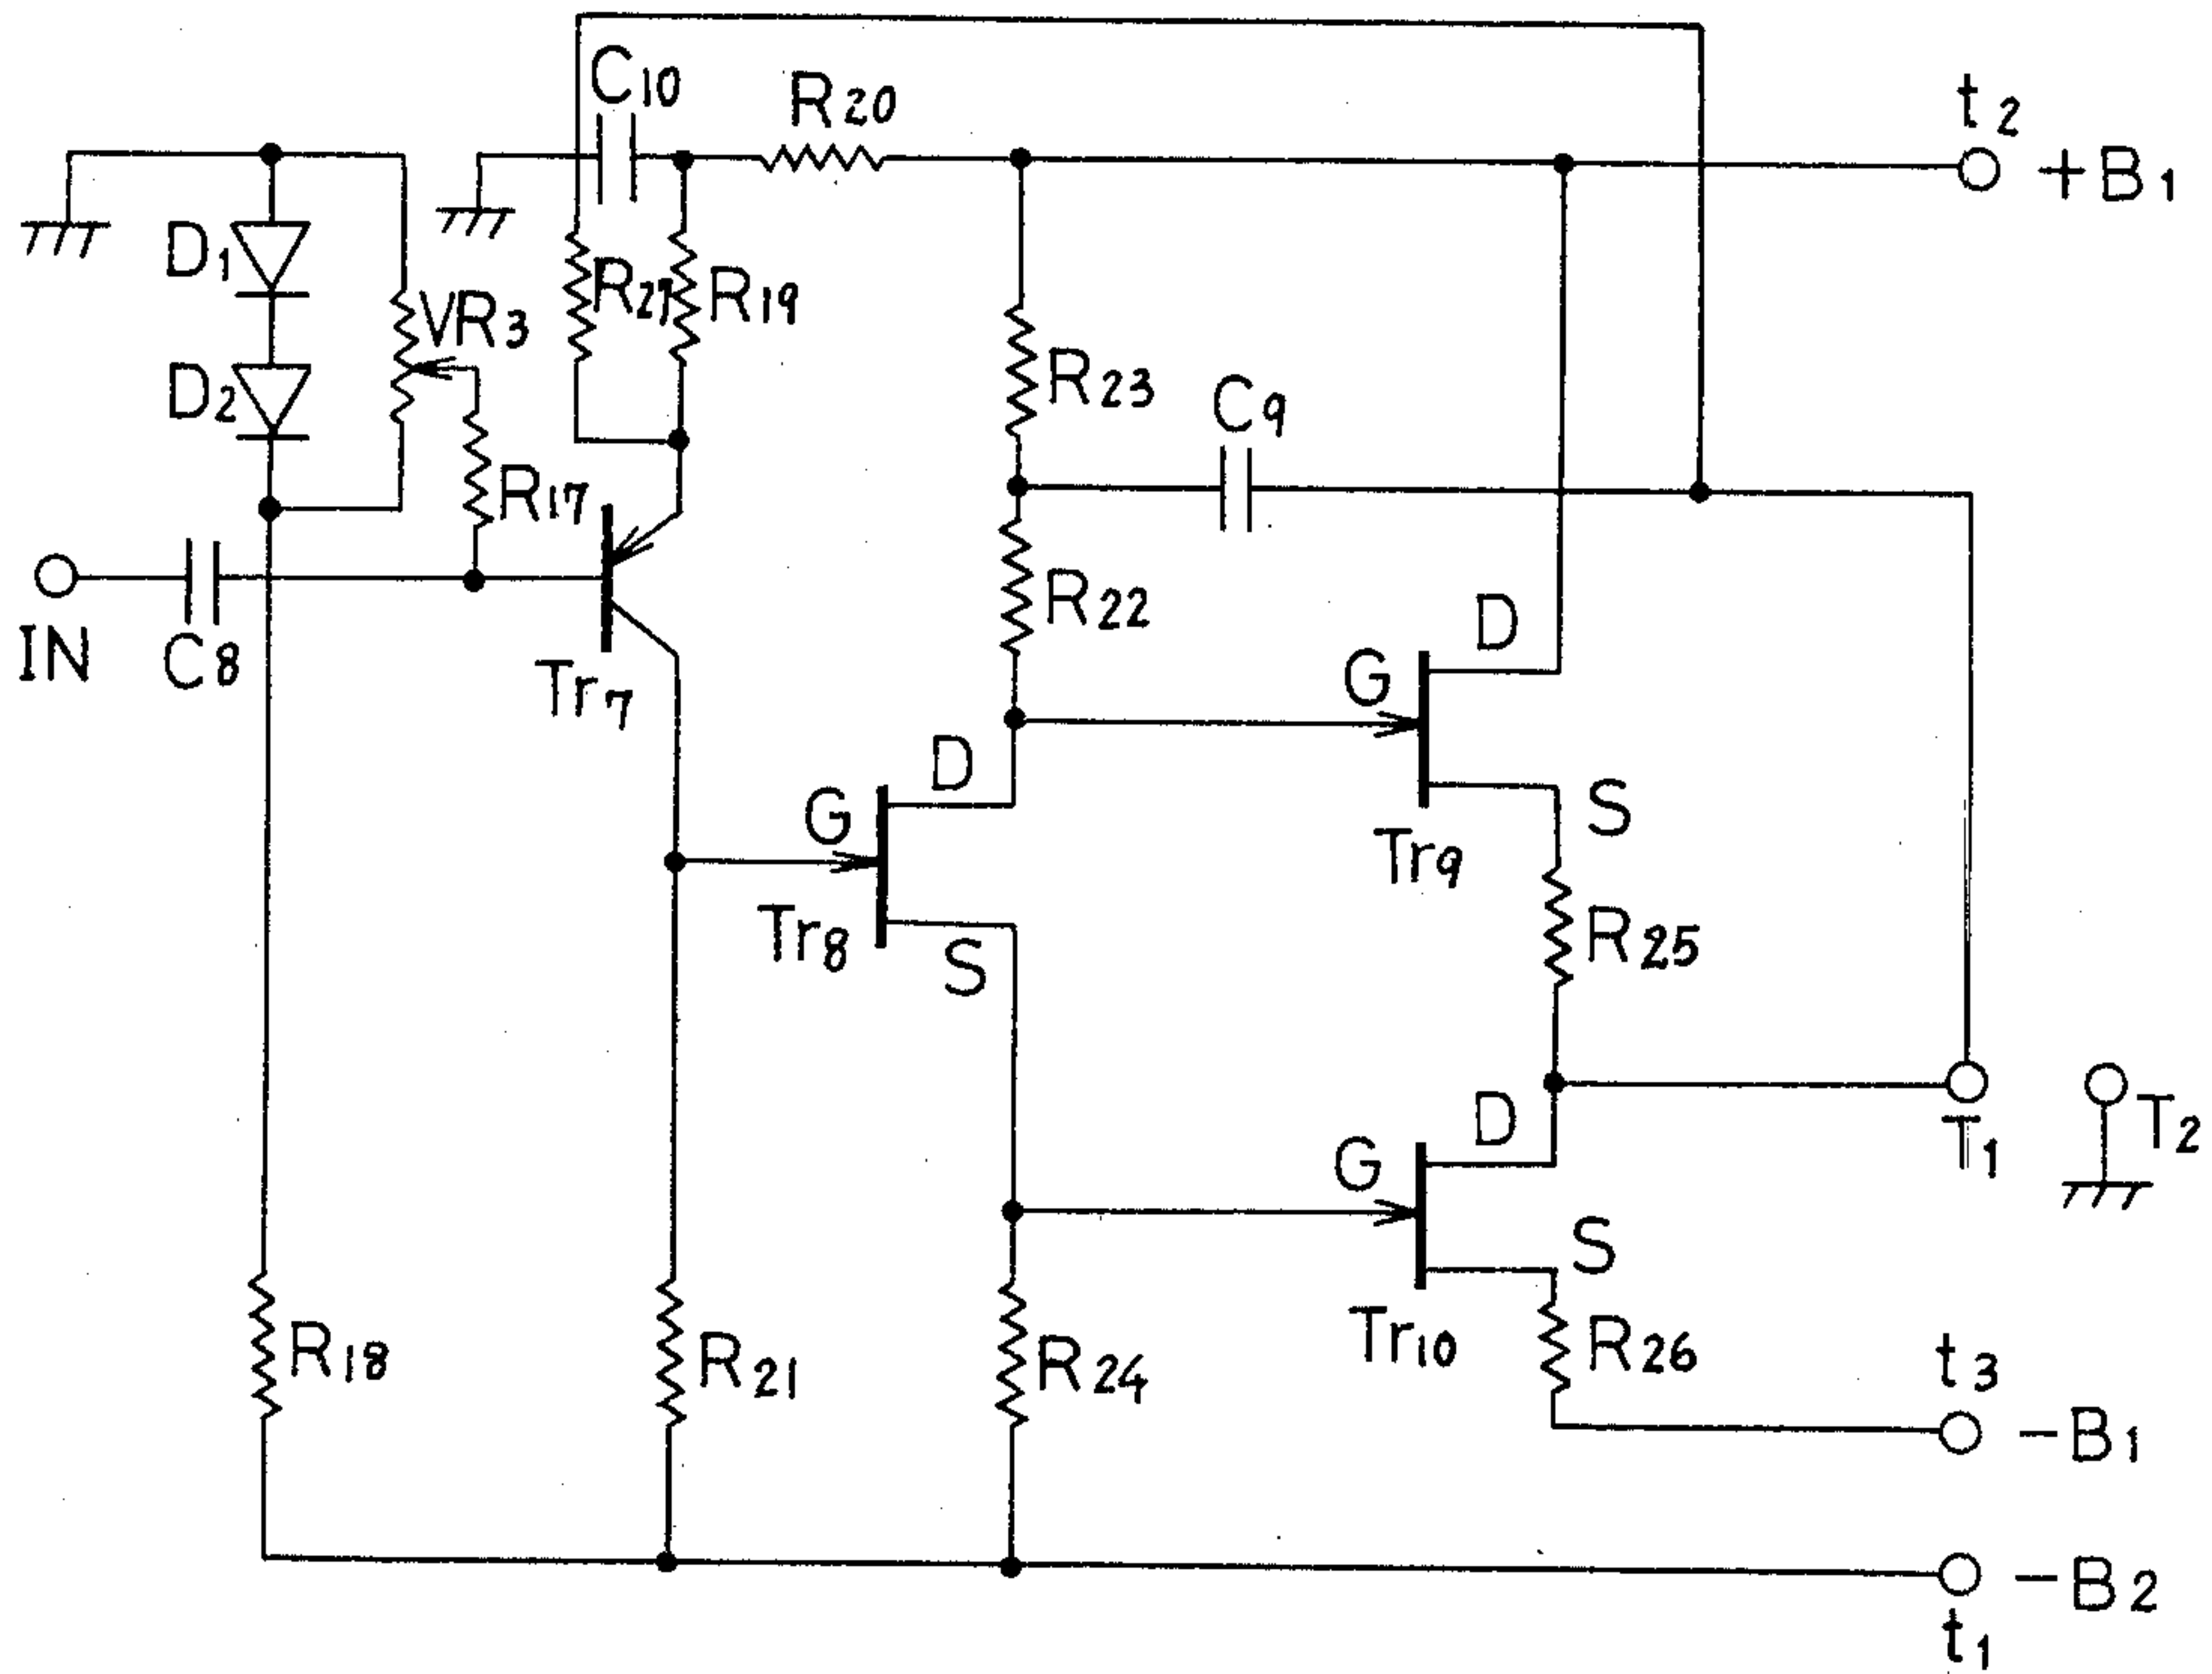 C10
R20
t2
+B1
D1
R27
R19
VR3
D2
R23
C9
R17
R22
D
IN
C8
Tr7
G
D
S
G
Tr9
Tr8
S
R25
D
T1
T2
G
S
Tr10
R18
R21
R24
R26
t3
-B1
-B2
t1